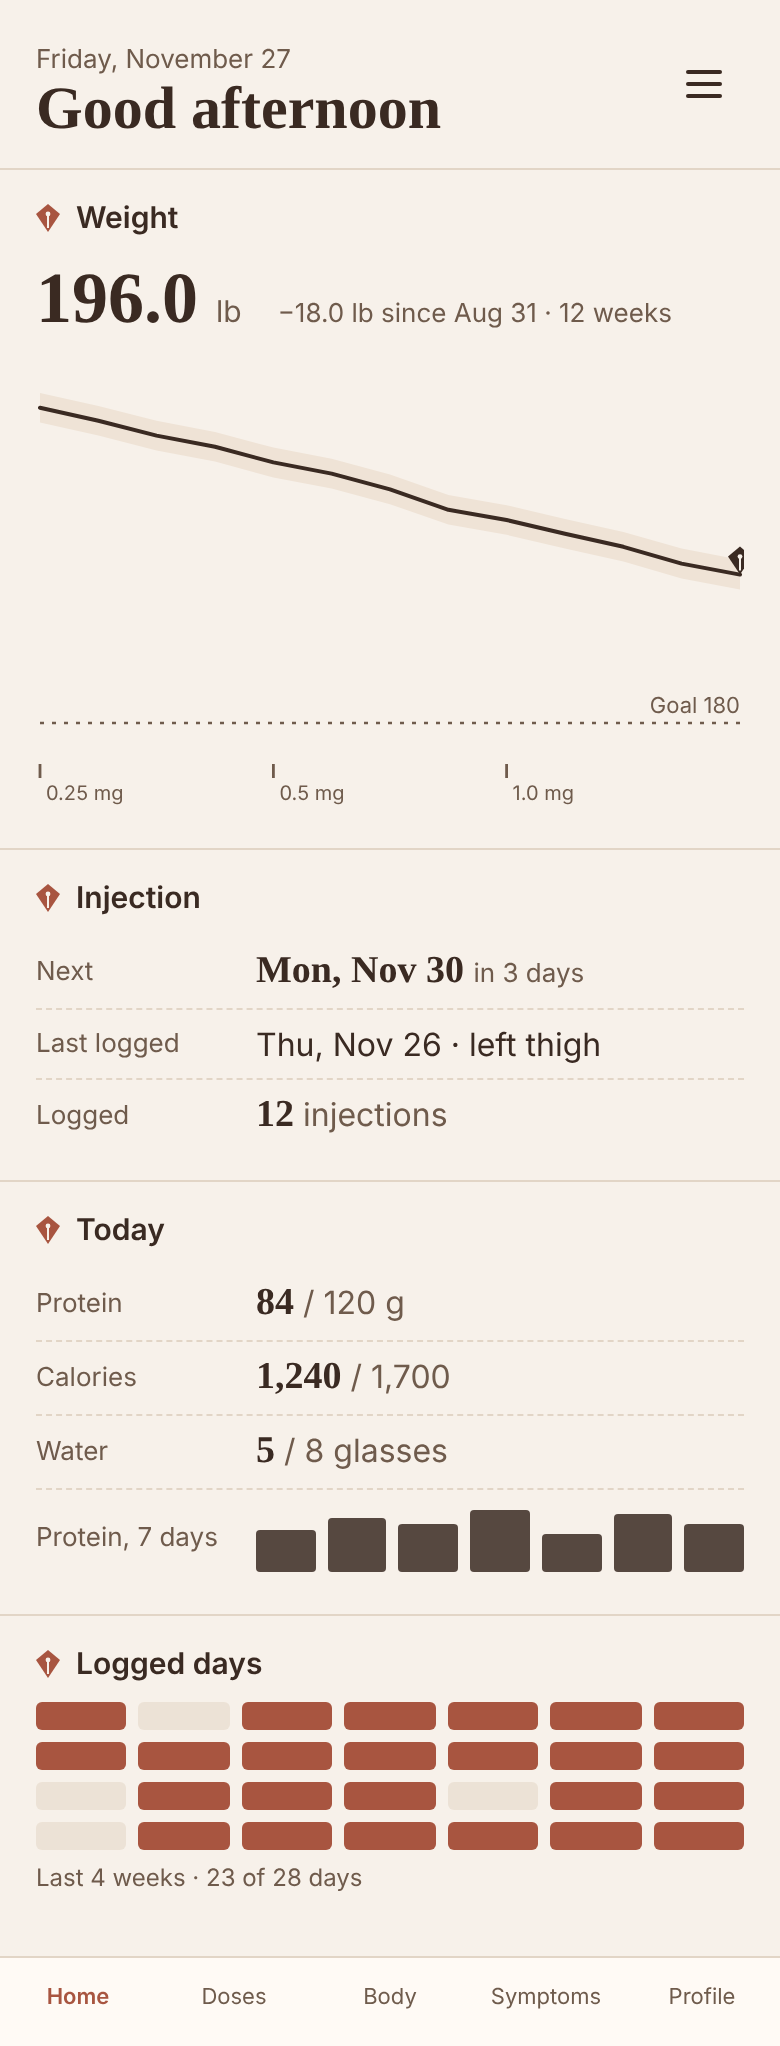 Friday, November 27
Good afternoon
Weight
196.0 lb −18.0 lb since Aug 31 · 12 weeks
Goal 180
0.25 mg 0.5 mg 1.0 mg
Injection
Next Mon, Nov 30 in 3 days
Last logged Thu, Nov 26 · left thigh
Logged 12 injections
Today
Protein 84 / 120 g
Calories 1,240 / 1,700
Water 5 / 8 glasses
Protein, 7 days
Logged days
Last 4 weeks · 23 of 28 days
Home Doses Body Symptoms Profile